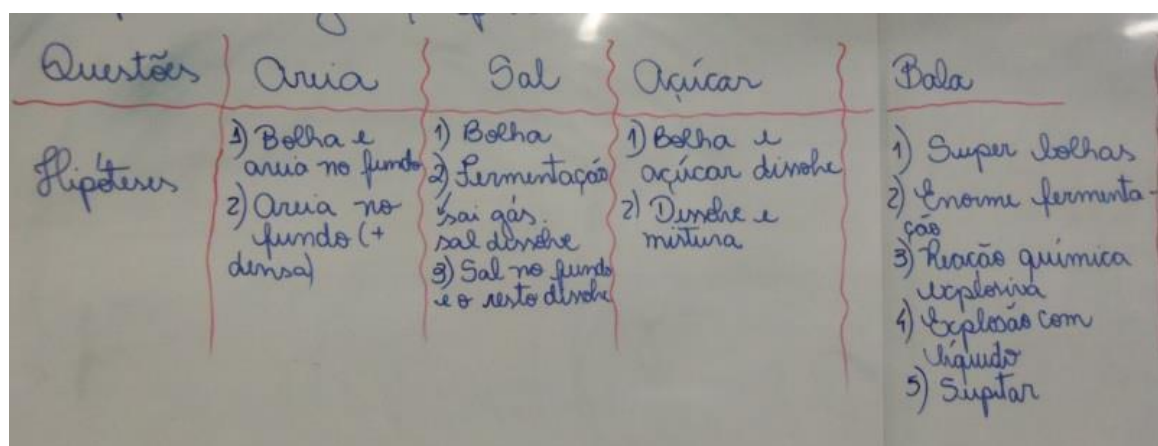 Questões Areia Sal Açúcar Bala
Hipóteses
1) Bolha e
areia no fundo
2) Areia no
fundo (+
densa)
1) Bolha
2) Fermentação
sai gás.
sal dissolve
3) Sal no fundo
e o resto dissolve
1) Bolha e
açúcar dissolve
2) Dissolve e
mistura
1) Super bolhas
2) Enorme fermenta-
ção
3) Reação química
explosiva
4) Explosão com
líquido
5) Supitar